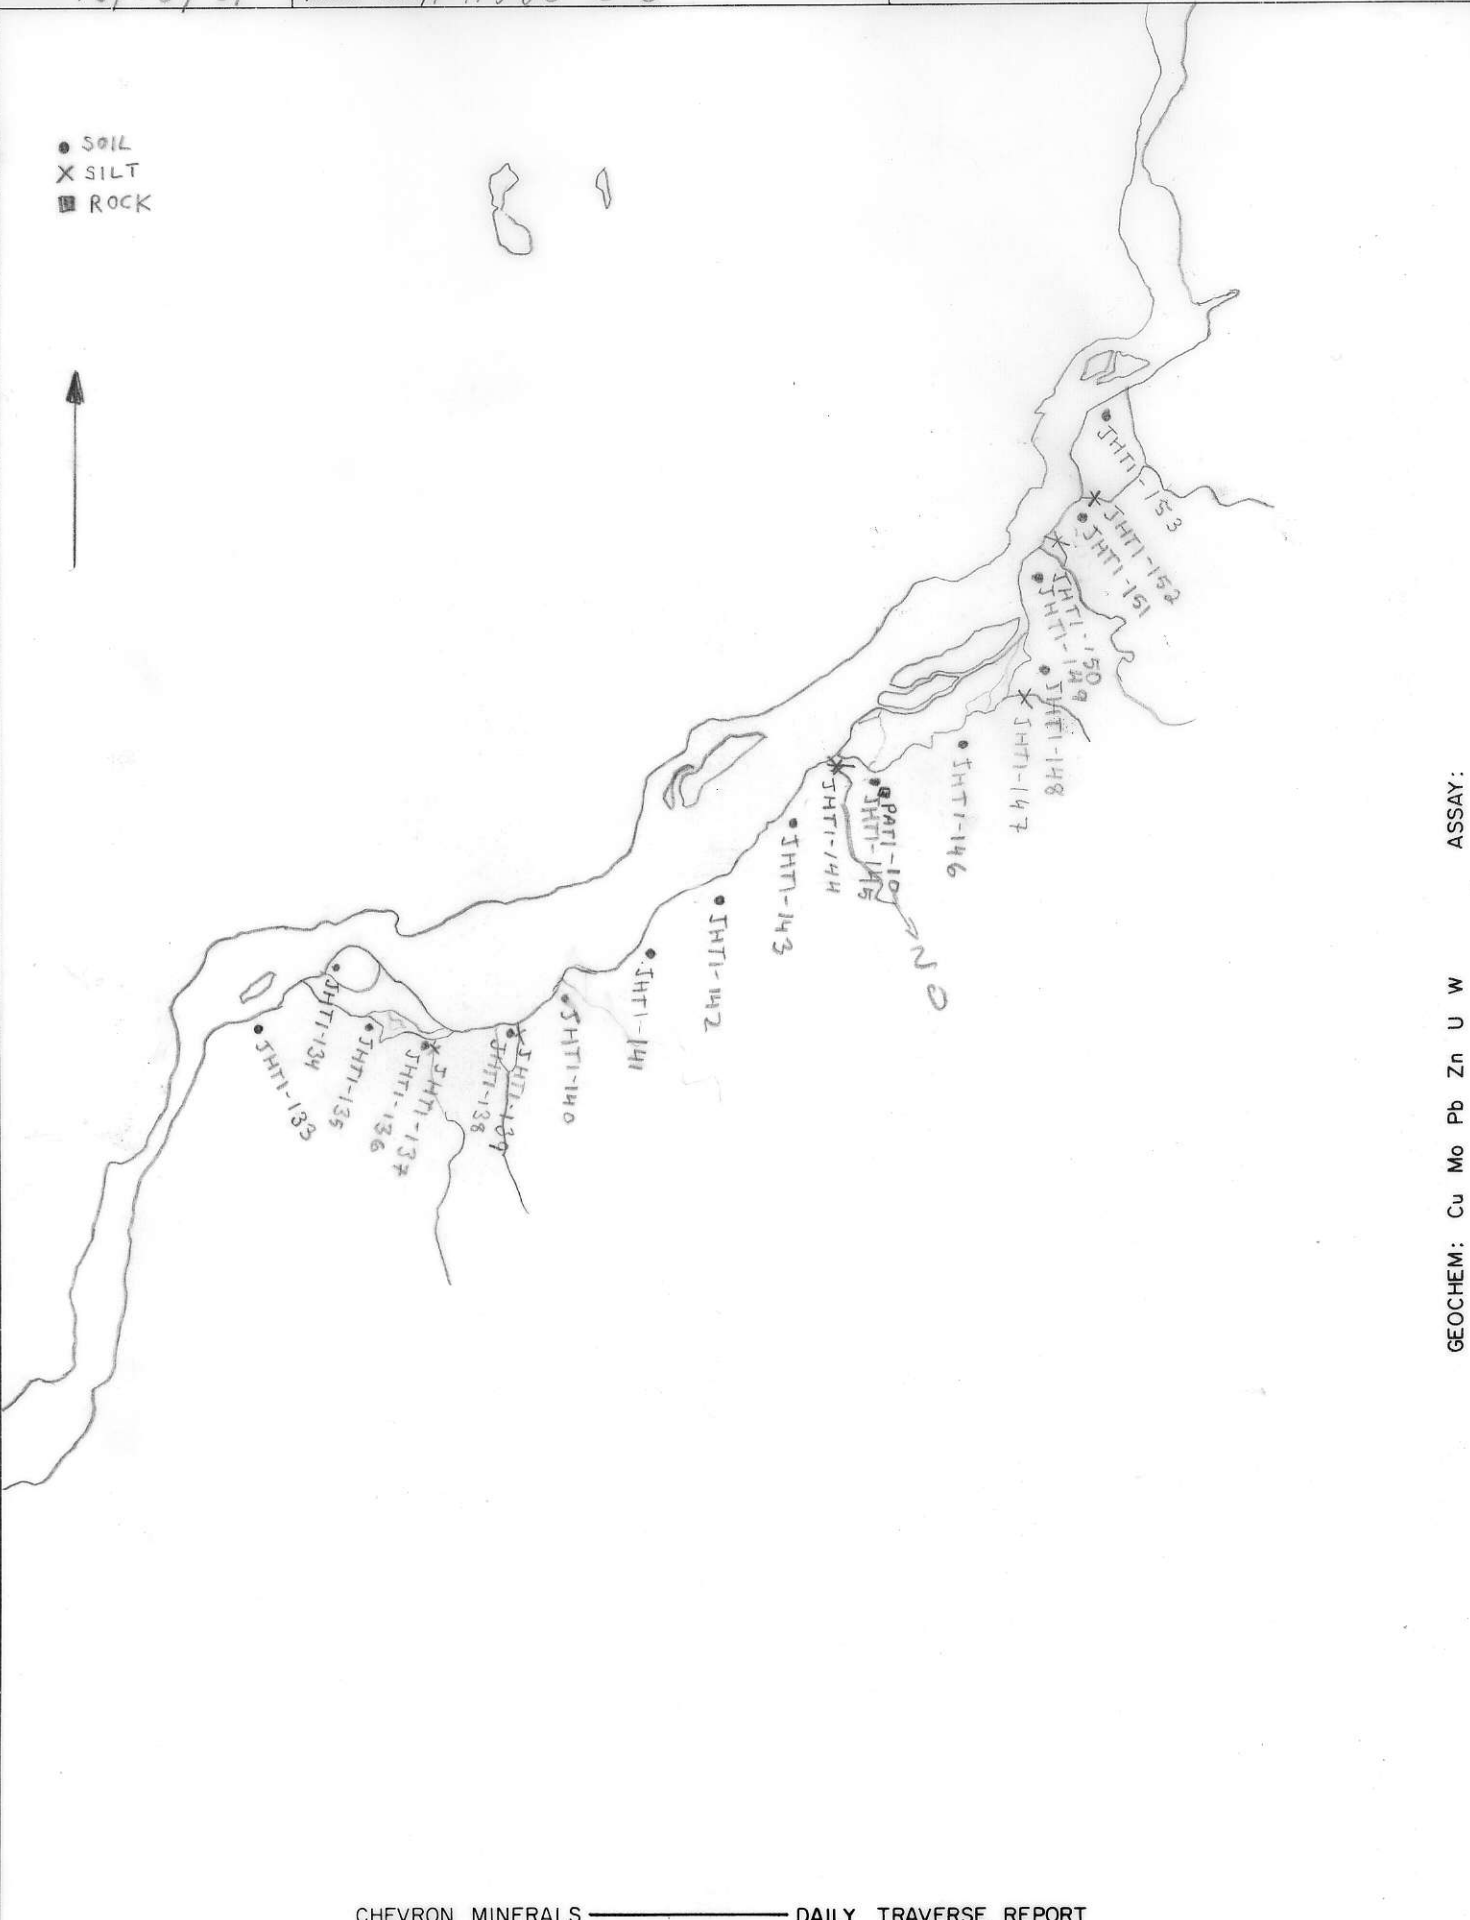 ● SOIL
X SILT
■ ROCK
JHT1-153
JHT1-152
JHT1-151
JHT1-150
JHT1-149
JHT1-148
JHT1-147
JHT1-146
PAT1-10
JHT1-145
JHT1-144
JHT1-143
JHT1-142
JHT1-141
JHT1-140
JHT1-139
JHT1-138
JHT1-137
JHT1-136
JHT1-135
JHT1-134
JHT1-133
GEOCHEM: Cu Mo Pb Zn U W ASSAY:
CHEVRON MINERALS DAILY TRAVERSE REPORT